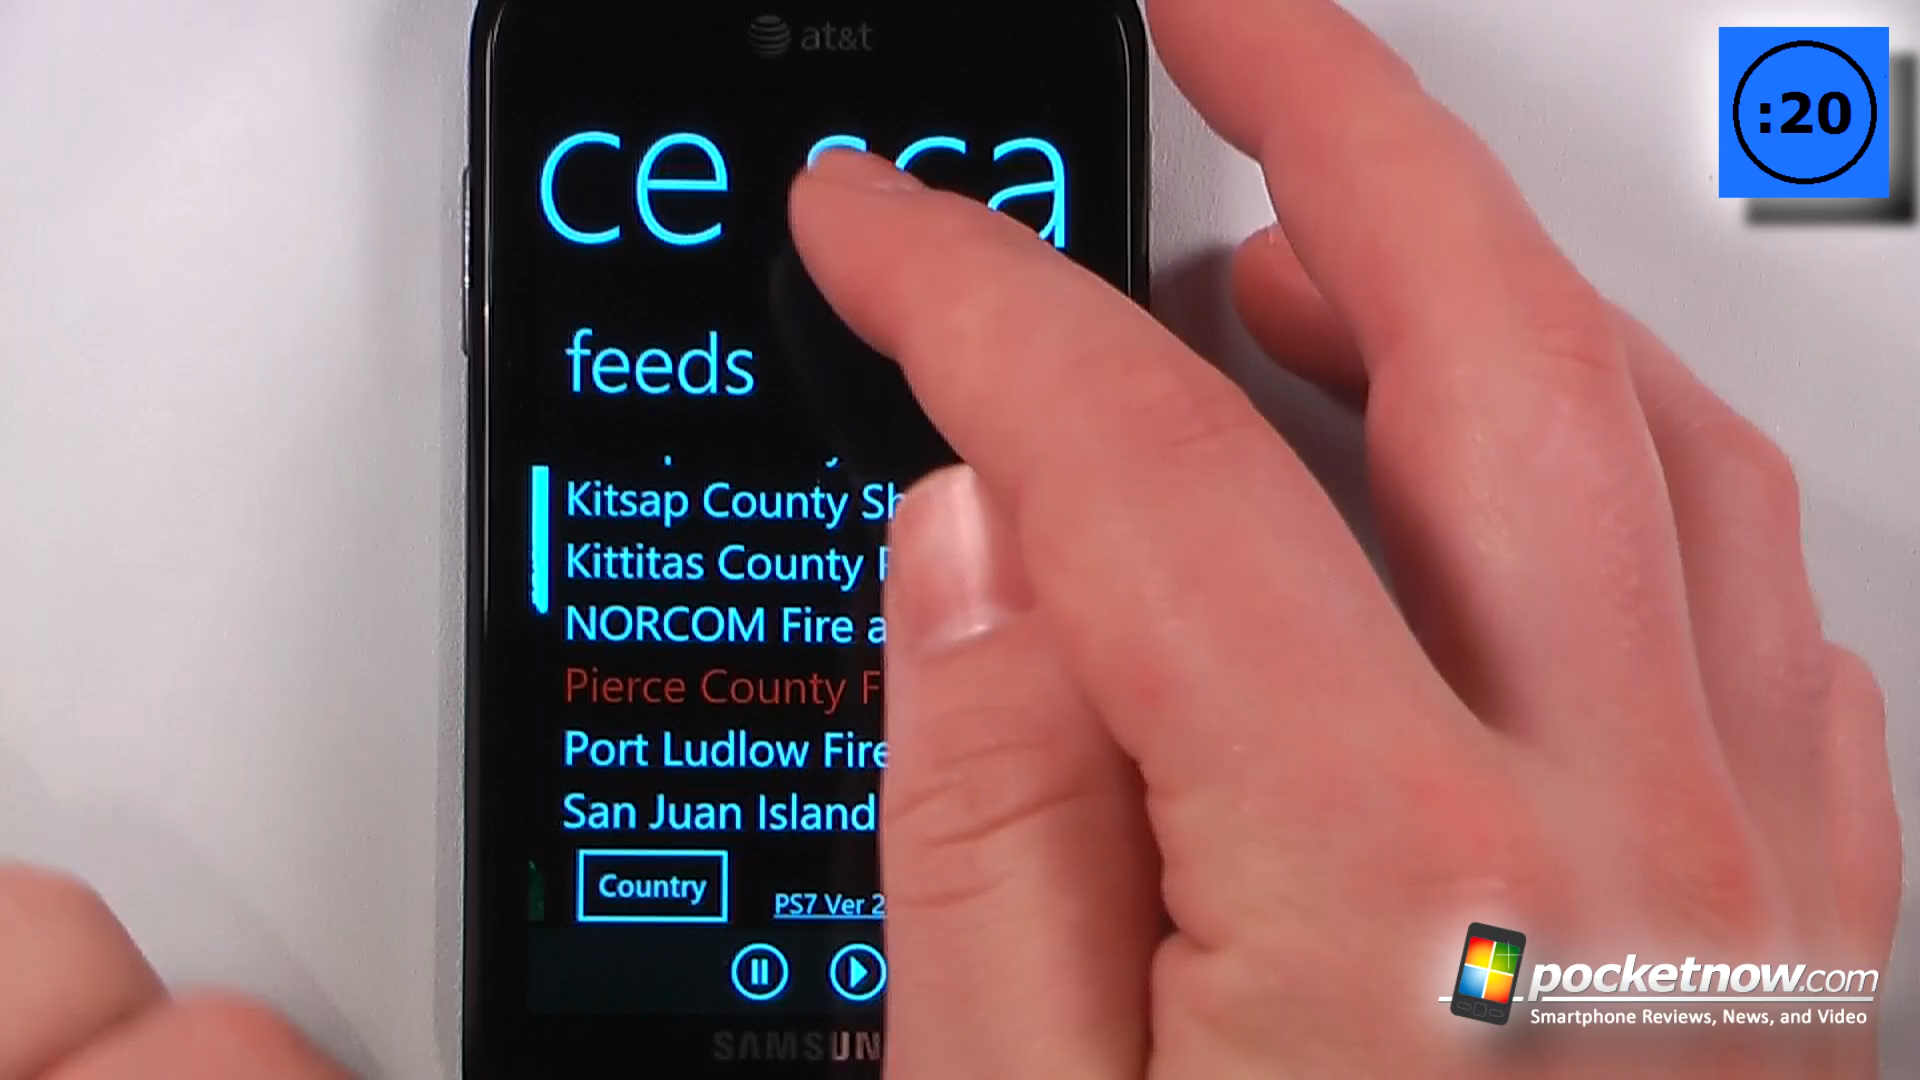 at&t
:20
ce sca
feeds
Kitsap County Sh
Kittitas County F
NORCOM Fire a
Pierce County F
Port Ludlow Fire
San Juan Island
Country
PS7 Ver 2
SAMSUN
pocketnow.com
Smartphone Reviews, News, and Video